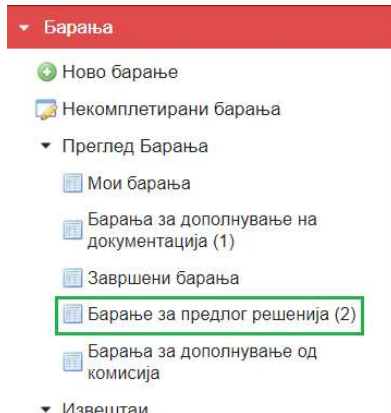 Барања
Ново барање
Некомплетирани барања
Преглед Барања
Мои барања
Барања за дополнување на
документација (1)
Завршени барања
Барање за предлог решенија (2)
Барања за дополнување од
комисија
Извештаи